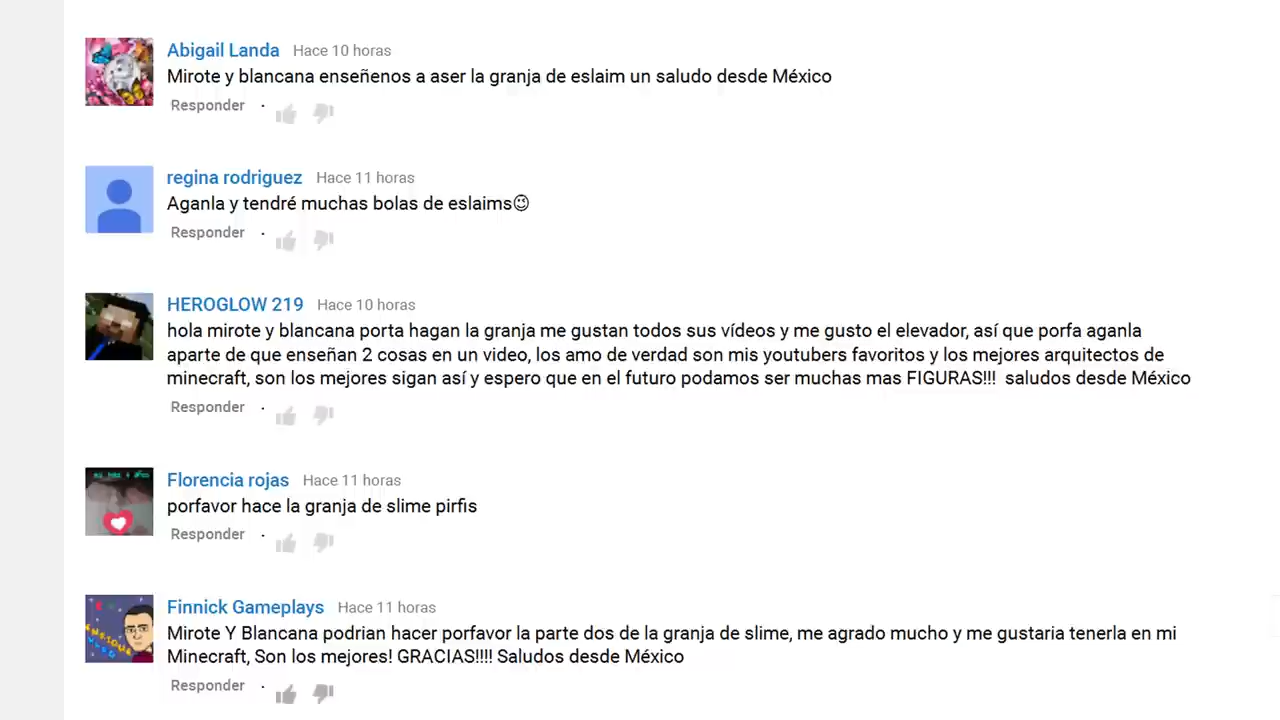 Abigail Landa Hace 10 horas
Mirote y blancana enseñenos a aser la granja de eslaim un saludo desde México
Responder ·
regina rodriguez Hace 11 horas
Aganla y tendré muchas bolas de eslaims😉
Responder ·
HEROGLOW 219 Hace 10 horas
hola mirote y blancana porta hagan la granja me gustan todos sus vídeos y me gusto el elevador, así que porfa aganla
aparte de que enseñan 2 cosas en un video, los amo de verdad son mis youtubers favoritos y los mejores arquitectos de
minecraft, son los mejores sigan así y espero que en el futuro podamos ser muchas mas FIGURAS!!! saludos desde México
Responder ·
Florencia rojas Hace 11 horas
porfavor hace la granja de slime pirfis
Responder ·
Finnick Gameplays Hace 11 horas
Mirote Y Blancana podrian hacer porfavor la parte dos de la granja de slime, me agrado mucho y me gustaria tenerla en mi
Minecraft, Son los mejores! GRACIAS!!!! Saludos desde México
Responder ·